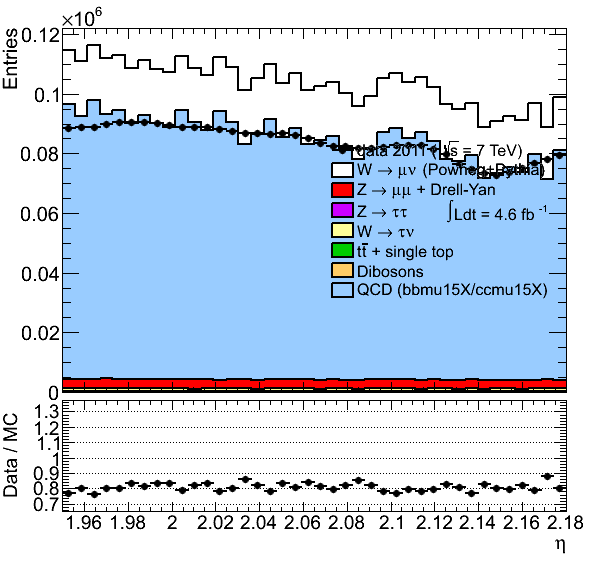 ×10⁶
Entries
0.12
0.1
0.08
0.06
0.04
0.02
0
data 2011 (√s = 7 TeV)
W → μν (Powheg+Pythia)
Z → μμ + Drell-Yan
Z → ττ
∫Ldt = 4.6 fb⁻¹
W → τν
tt̅ + single top
Dibosons
QCD (bbmu15X/ccmu15X)
Data / MC
1.3
1.2
1.1
1
0.9
0.8
0.7
1.96 1.98 2 2.02 2.04 2.06 2.08 2.1 2.12 2.14 2.16 2.18
η